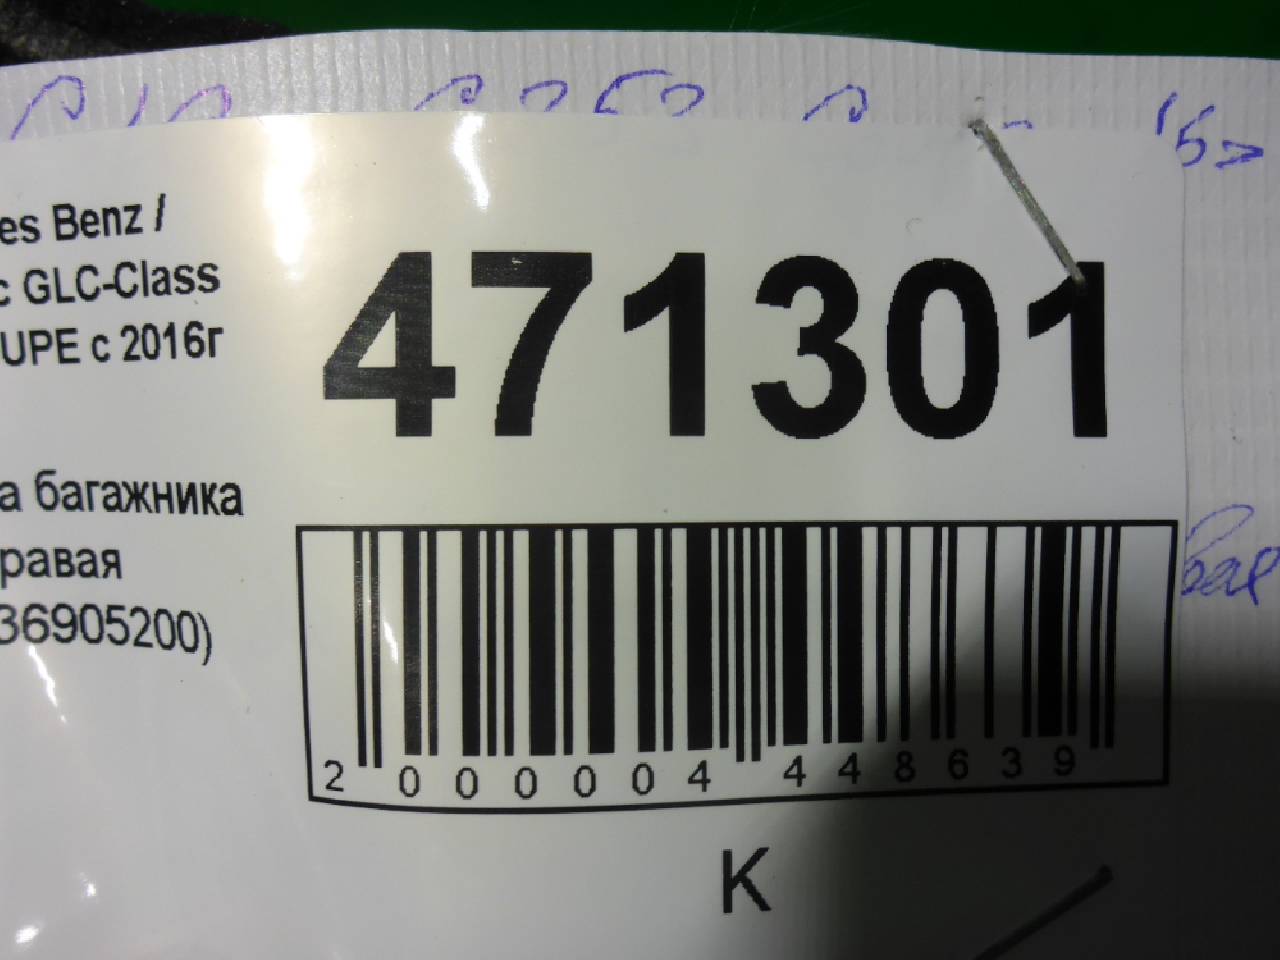 es Benz /
с GLC-Class
UPE с 2016г
471301
а багажника
равая
36905200)
2 000004 448639
К